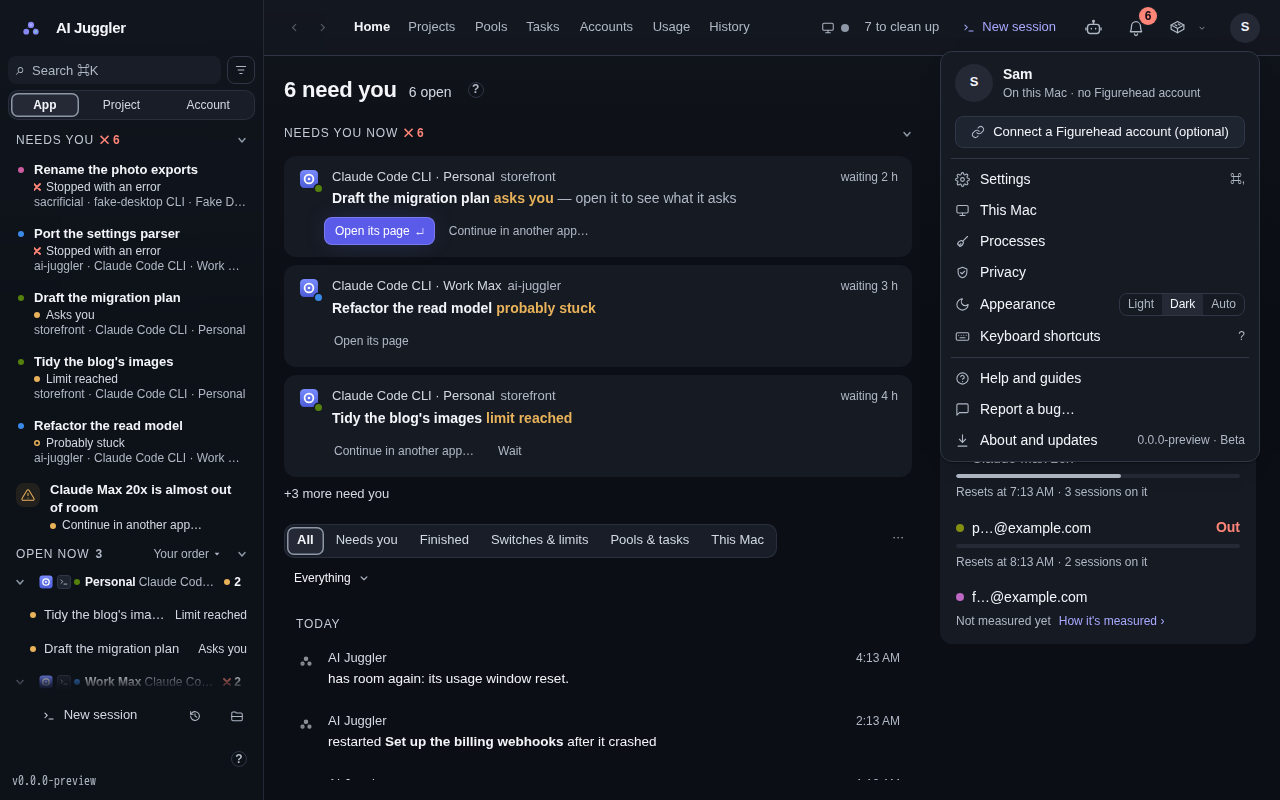 AI Juggler
Search ⌘K
App
Project
Account
NEEDS YOU 6
Rename the photo exports
Stopped with an error
sacrificial · fake-desktop CLI · Fake D…
Port the settings parser
Stopped with an error
ai-juggler · Claude Code CLI · Work …
Draft the migration plan
Asks you
storefront · Claude Code CLI · Personal
Tidy the blog's images
Limit reached
storefront · Claude Code CLI · Personal
Refactor the read model
Probably stuck
ai-juggler · Claude Code CLI · Work …
Claude Max 20x is almost out
of room
Continue in another app…
OPEN NOW 3
Your order
Personal Claude Cod… 2
Tidy the blog's ima… Limit reached
Draft the migration plan Asks you
Work Max Claude Co… 2
New session
?
v0.0.0-preview
Home
Projects
Pools
Tasks
Accounts
Usage
History
7 to clean up
New session
6
S
6 need you 6 open ?
NEEDS YOU NOW 6
Claude Code CLI · Personal storefront waiting 2 h
Draft the migration plan asks you — open it to see what it asks
Open its page ↵ Continue in another app…
Claude Code CLI · Work Max ai-juggler waiting 3 h
Refactor the read model probably stuck
Open its page
Claude Code CLI · Personal storefront waiting 4 h
Tidy the blog's images limit reached
Continue in another app… Wait
+3 more need you
All
Needs you
Finished
Switches & limits
Pools & tasks
This Mac
…
Everything
TODAY
AI Juggler 4:13 AM
has room again: its usage window reset.
AI Juggler 2:13 AM
restarted Set up the billing webhooks after it crashed
S
Sam
On this Mac · no Figurehead account
Connect a Figurehead account (optional)
Settings ⌘,
This Mac
Processes
Privacy
Appearance Light Dark Auto
Keyboard shortcuts ?
Help and guides
Report a bug…
About and updates 0.0.0-preview · Beta
Resets at 7:13 AM · 3 sessions on it
p…@example.com Out
Resets at 8:13 AM · 2 sessions on it
f…@example.com
Not measured yet How it's measured ›